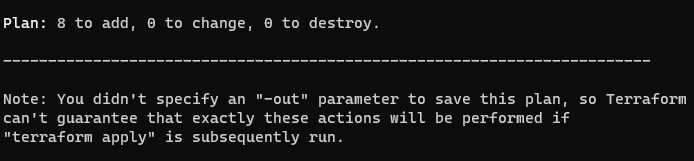 Plan: 8 to add, 0 to change, 0 to destroy.
------------------------------------------------------------------------
Note: You didn't specify an "-out" parameter to save this plan, so Terraform
can't guarantee that exactly these actions will be performed if
"terraform apply" is subsequently run.